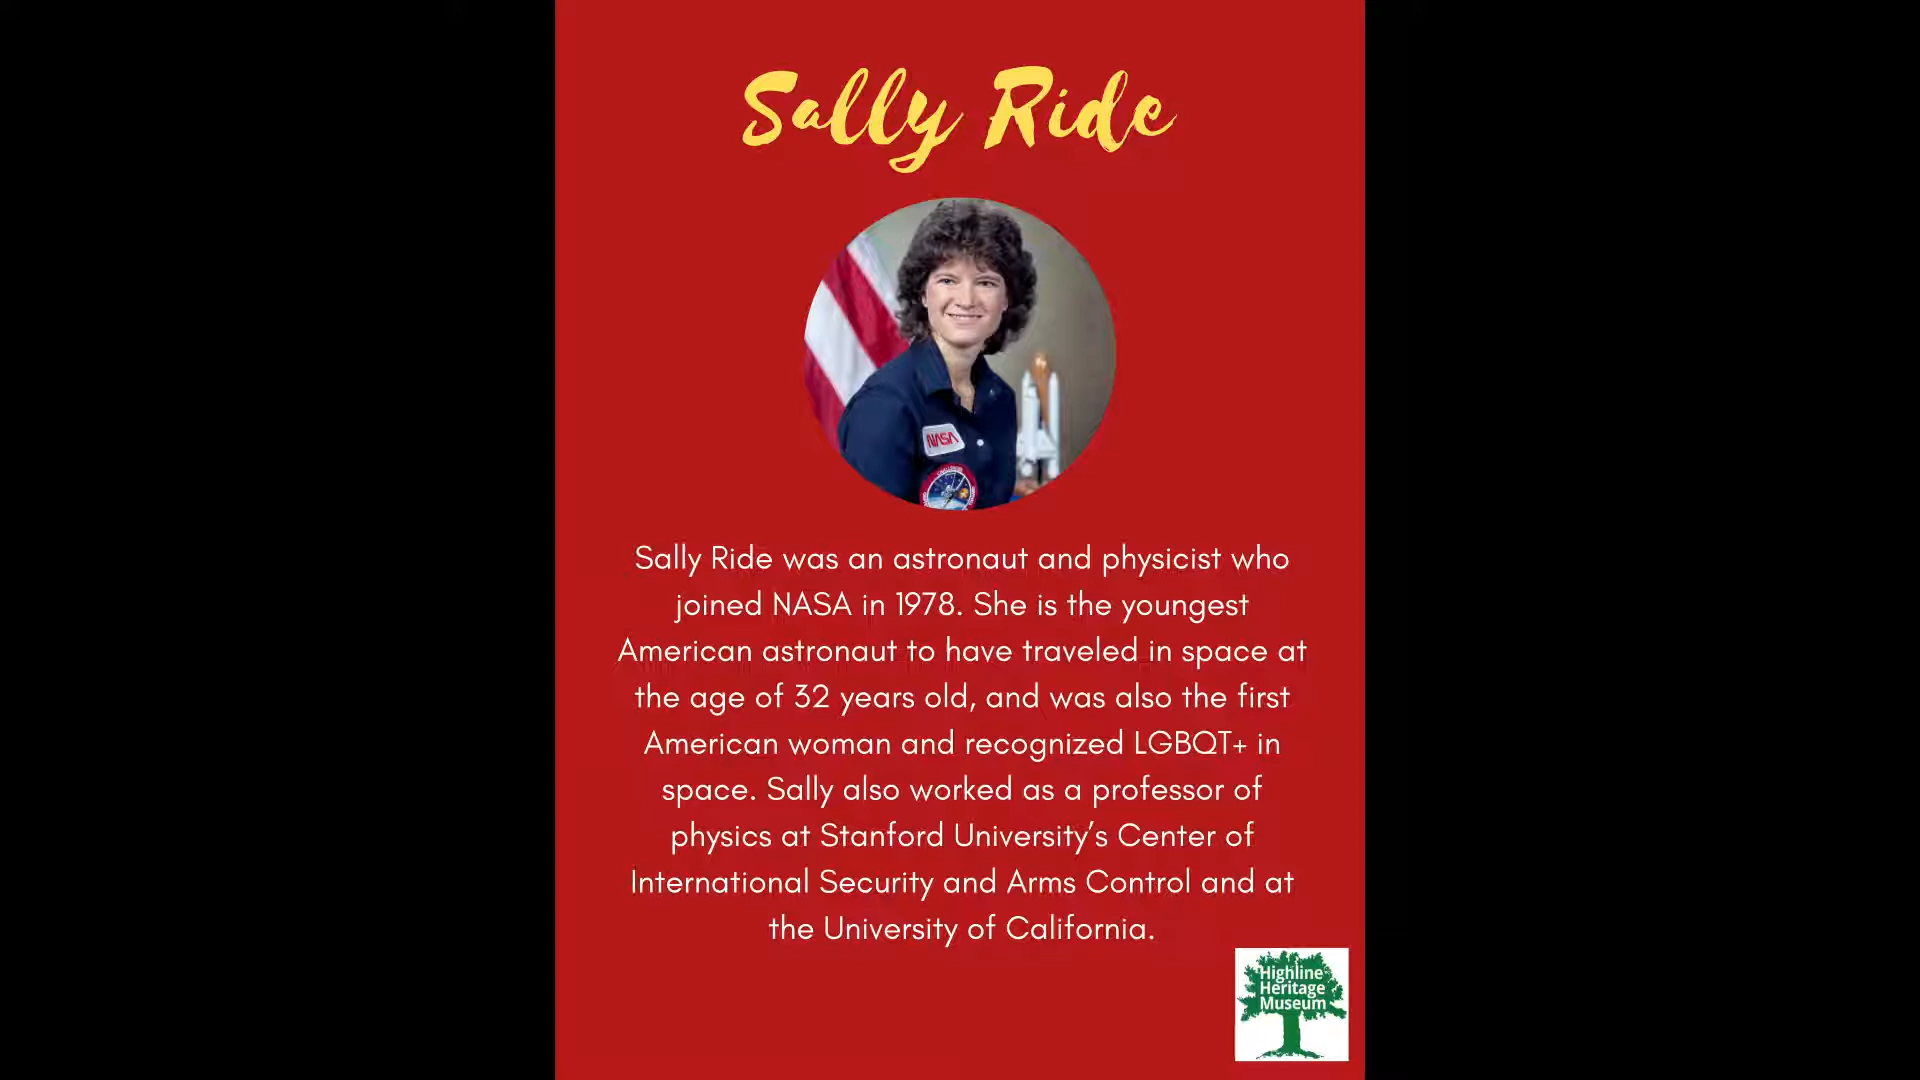 Sally Ride
NASA
Sally Ride was an astronaut and physicist who
joined NASA in 1978. She is the youngest
American astronaut to have traveled in space at
the age of 32 years old, and was also the first
American woman and recognized LGBQT+ in
space. Sally also worked as a professor of
physics at Stanford University’s Center of
International Security and Arms Control and at
the University of California.
Highline
Heritage
Museum